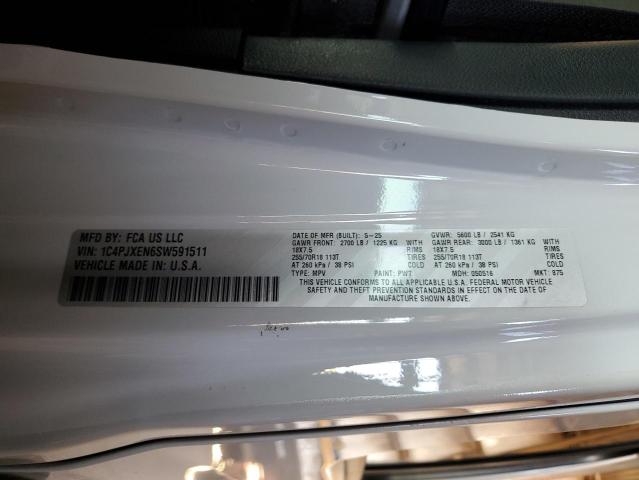 MFD BY: FCA US LLC
VIN: 1C4PJXEN6SW591511
VEHICLE MADE IN: U.S.A.
DATE OF MFR (BUILT): 5-25 GVWR: 5600 LB / 2541 KG
GAWR FRONT: 2700 LB / 1225 KG WITH GAWR REAR: 3000 LB / 1361 KG WITH
18X7.5 RIMS 18X7.5 RIMS
255/70R18 113T TIRES 255/70R18 113T TIRES
AT 260 kPa / 38 PSI COLD AT 260 kPa / 38 PSI COLD
TYPE: MPV PAINT: PW7 MDH: 050516 MKT: 875
THIS VEHICLE CONFORMS TO ALL APPLICABLE U.S.A. FEDERAL MOTOR VEHICLE
SAFETY AND THEFT PREVENTION STANDARDS IN EFFECT ON THE DATE OF
MANUFACTURE SHOWN ABOVE.